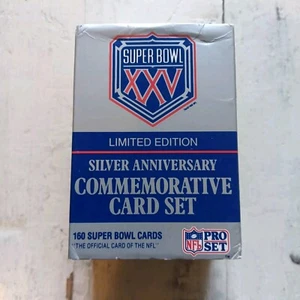 SUPER BOWL
XXV
LIMITED EDITION
SILVER ANNIVERSARY
COMMEMORATIVE
CARD SET
160 SUPER BOWL CARDS
"THE OFFICIAL CARD OF THE NFL"
NFL PRO
SET